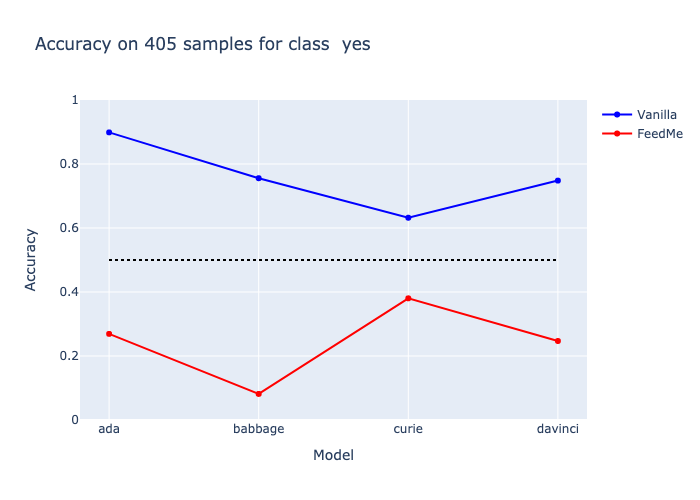 Accuracy on 405 samples for class  yes
Vanilla
FeedMe
1
0.8
0.6
0.4
0.2
0
Accuracy
ada
babbage
curie
davinci
Model